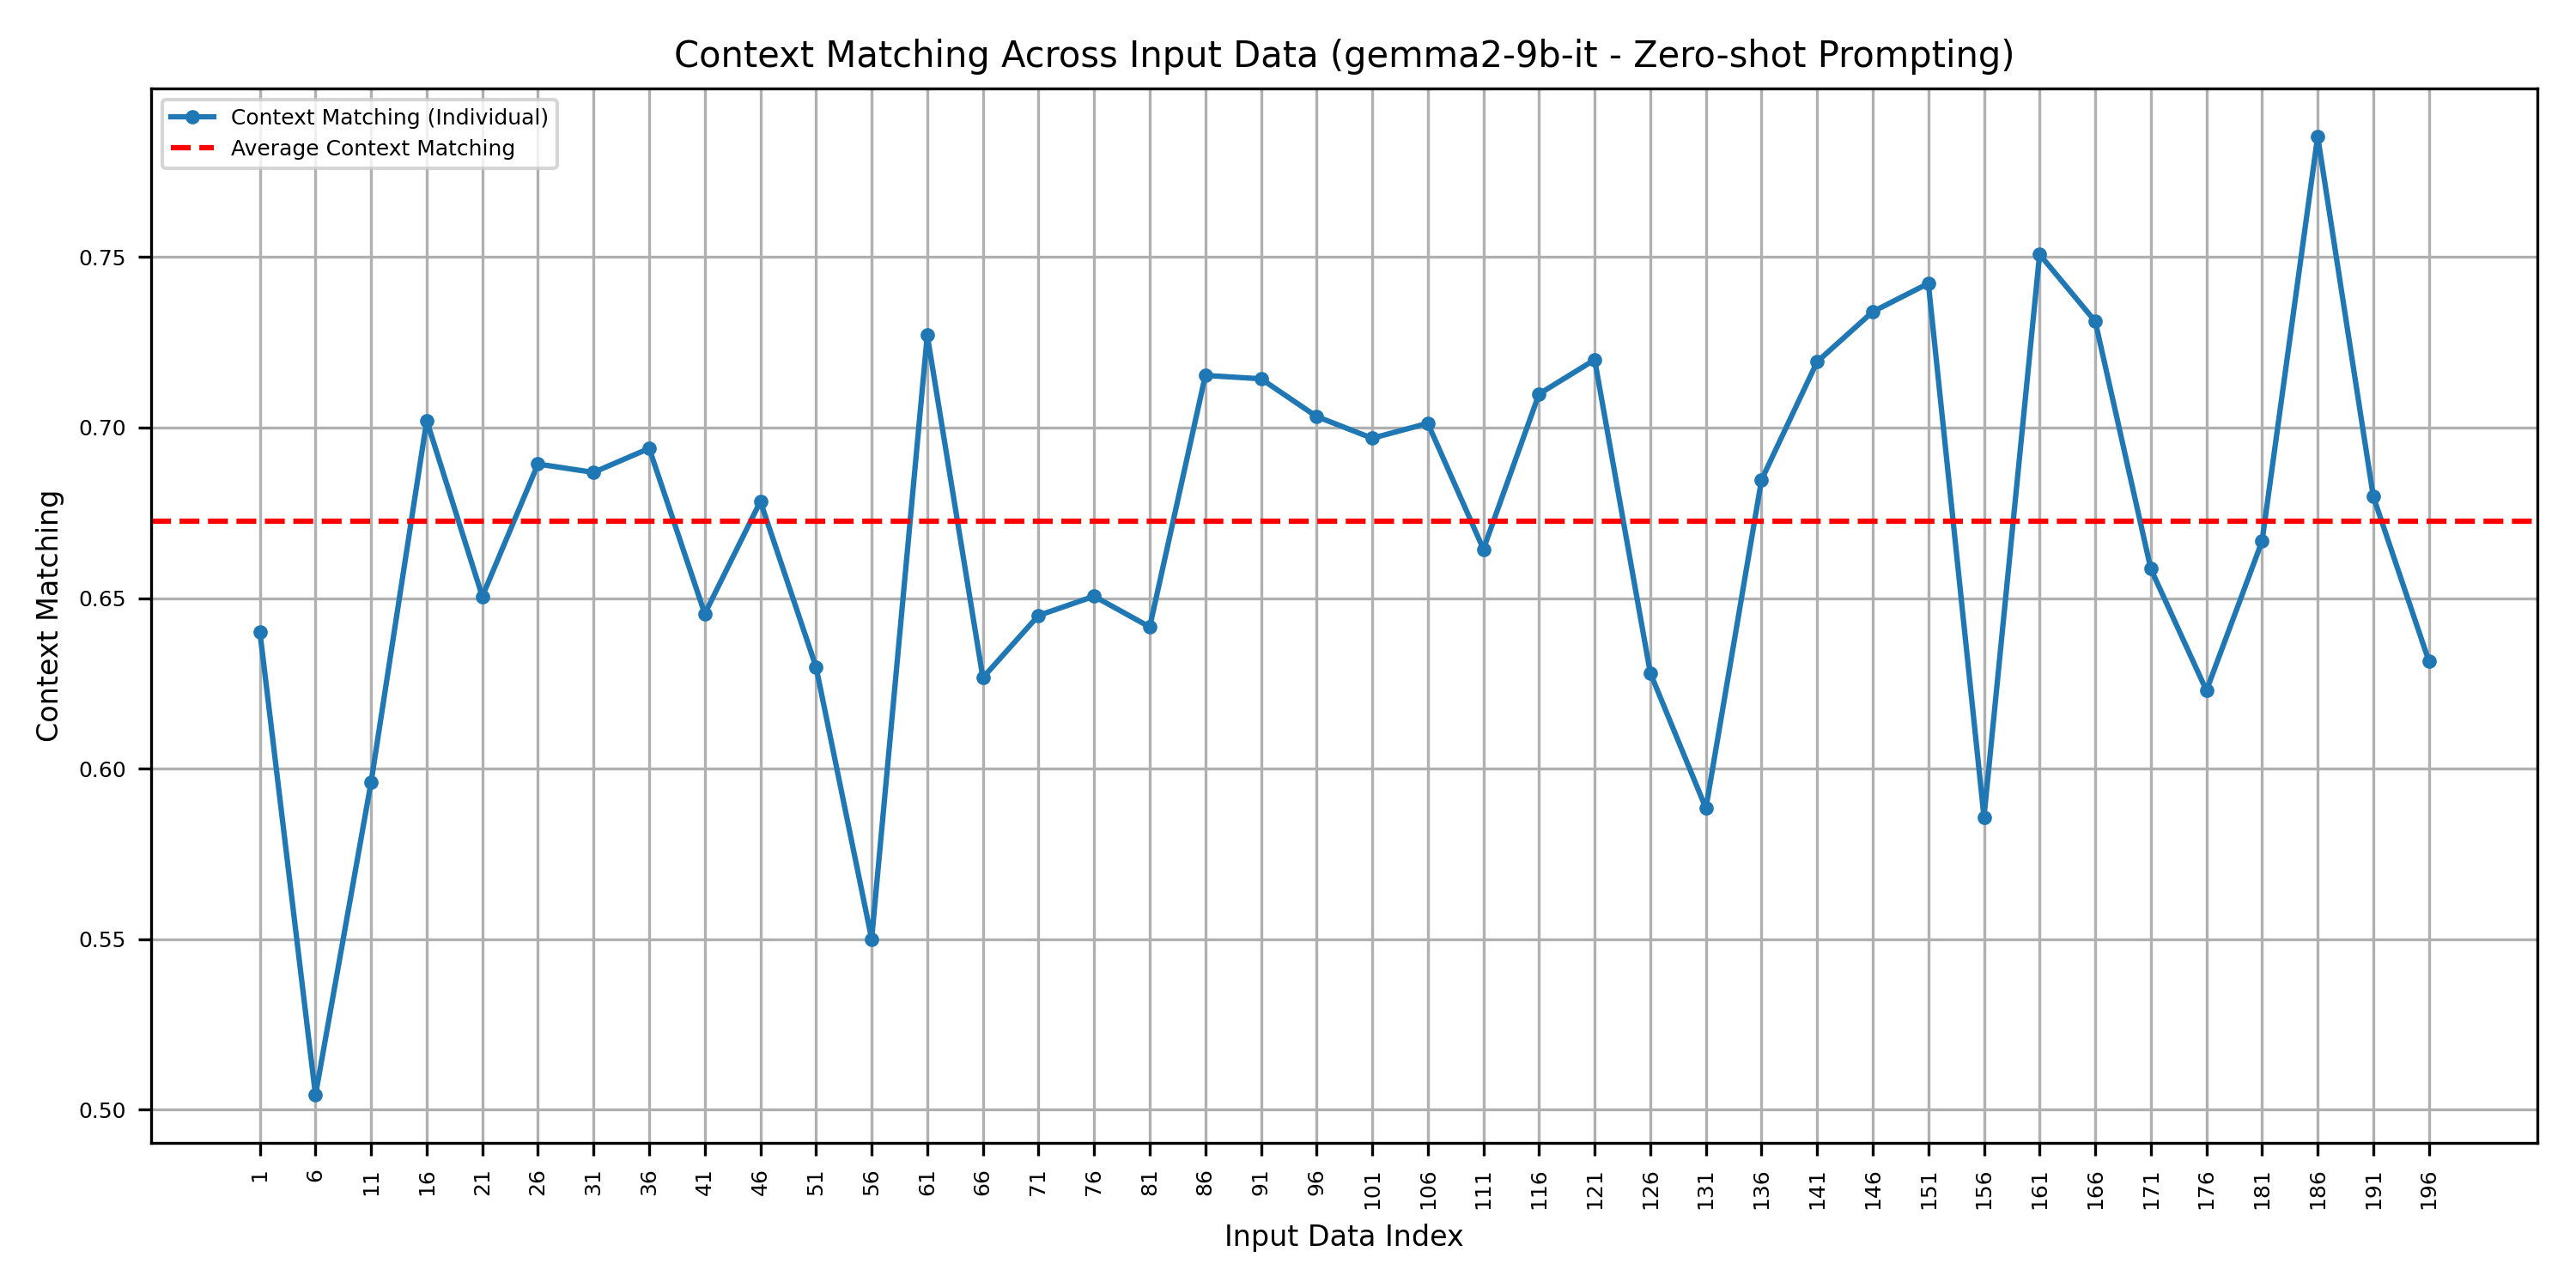 Context Matching Across Input Data (gemma2-9b-it - Zero-shot Prompting)
Context Matching (Individual)
Average Context Matching
Context Matching
0.75
0.70
0.65
0.60
0.55
0.50
1 6 11 16 21 26 31 36 41 46 51 56 61 66 71 76 81 86 91 96 101 106 111 116 121 126 131 136 141 146 151 156 161 166 171 176 181 186 191 196
Input Data Index